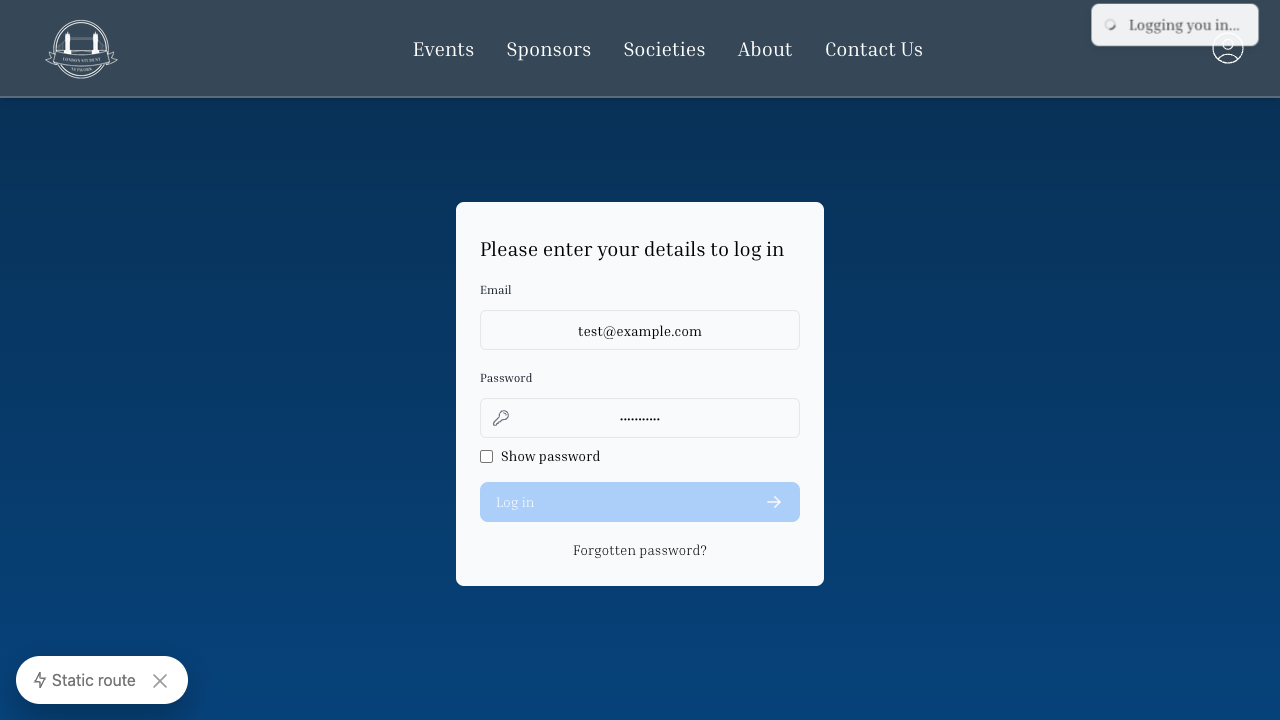 LONDON STUDENT
NETWORK
Events
Sponsors
Societies
About
Contact Us
Logging you in...
Please enter your details to log in
Email
test@example.com
Password
•••••••••••
Show password
Log in
Forgotten password?
Static route